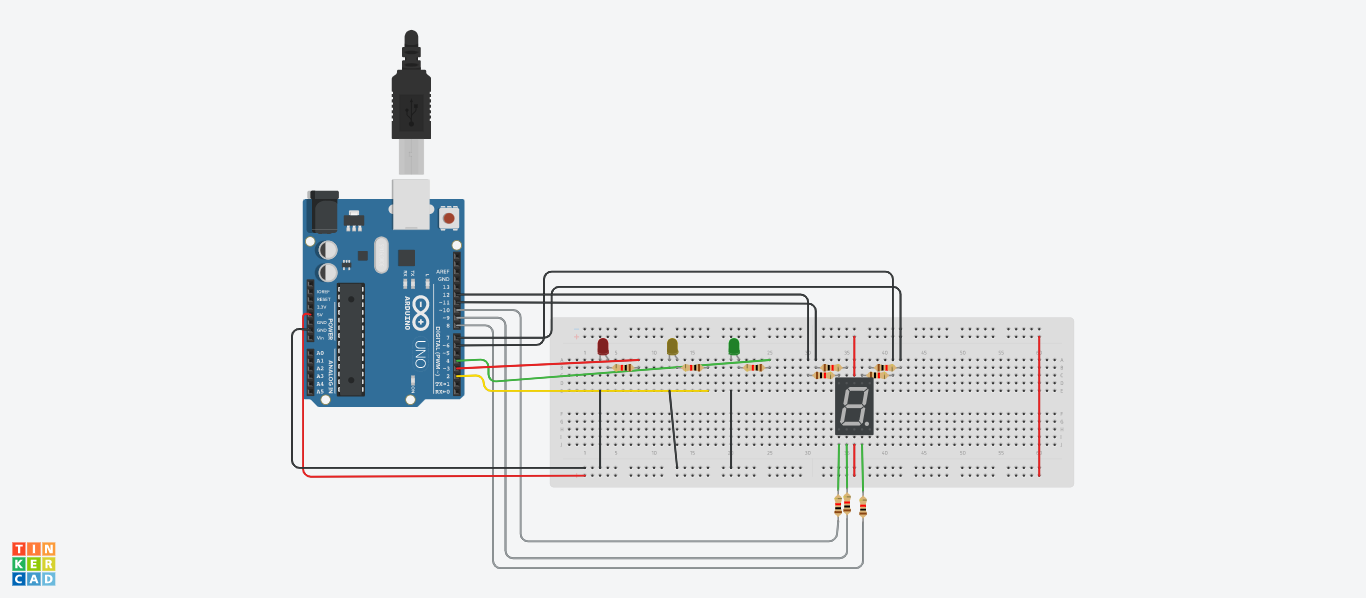 AREF
GND
13
12
~11
~10
~9
8
7
~6
~5
4
~3
2
TX→1
RX←0
DIGITAL (PWM~)
IOREF
RESET
3.3V
5V
GND
GND
Vin
POWER
A0
A1
A2
A3
A4
A5
ANALOG IN
RX
TX
L
ON
ARDUINO
UNO
TIN
KER
CAD